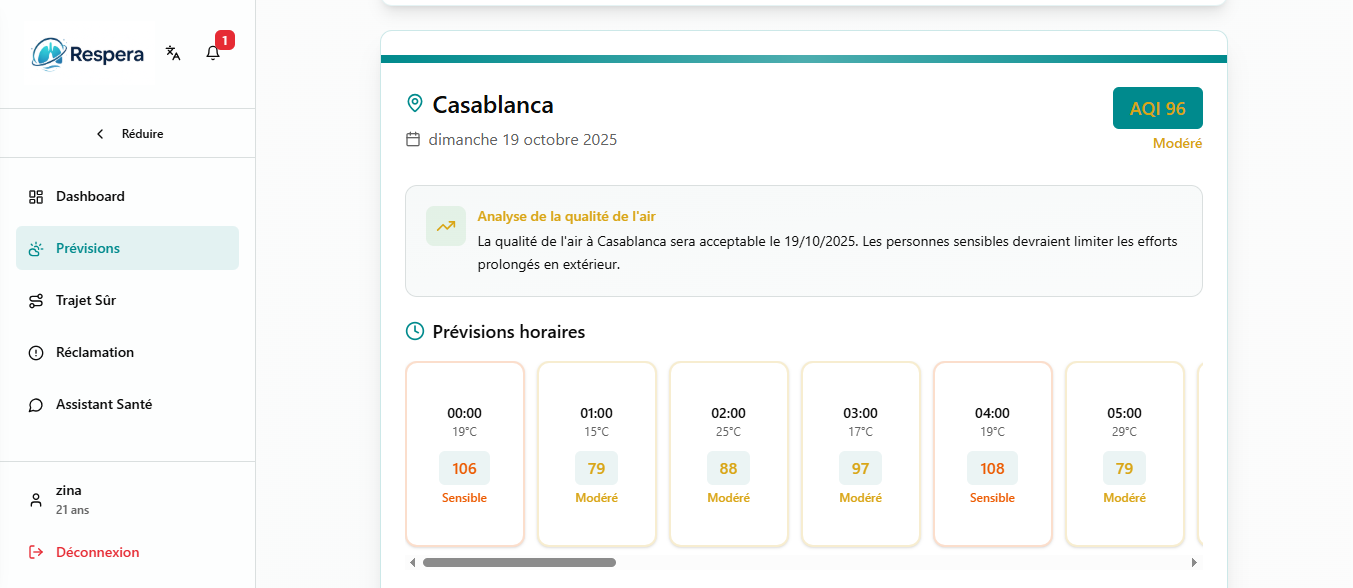 Respera
1
Réduire
Dashboard
Prévisions
Trajet Sûr
Réclamation
Assistant Santé
zina
21 ans
Déconnexion
Casablanca
AQI 96
dimanche 19 octobre 2025
Modéré
Analyse de la qualité de l'air
La qualité de l'air à Casablanca sera acceptable le 19/10/2025. Les personnes sensibles devraient limiter les efforts
prolongés en extérieur.
Prévisions horaires
00:00
19°C
106
Sensible
01:00
15°C
79
Modéré
02:00
25°C
88
Modéré
03:00
17°C
97
Modéré
04:00
19°C
108
Sensible
05:00
29°C
79
Modéré